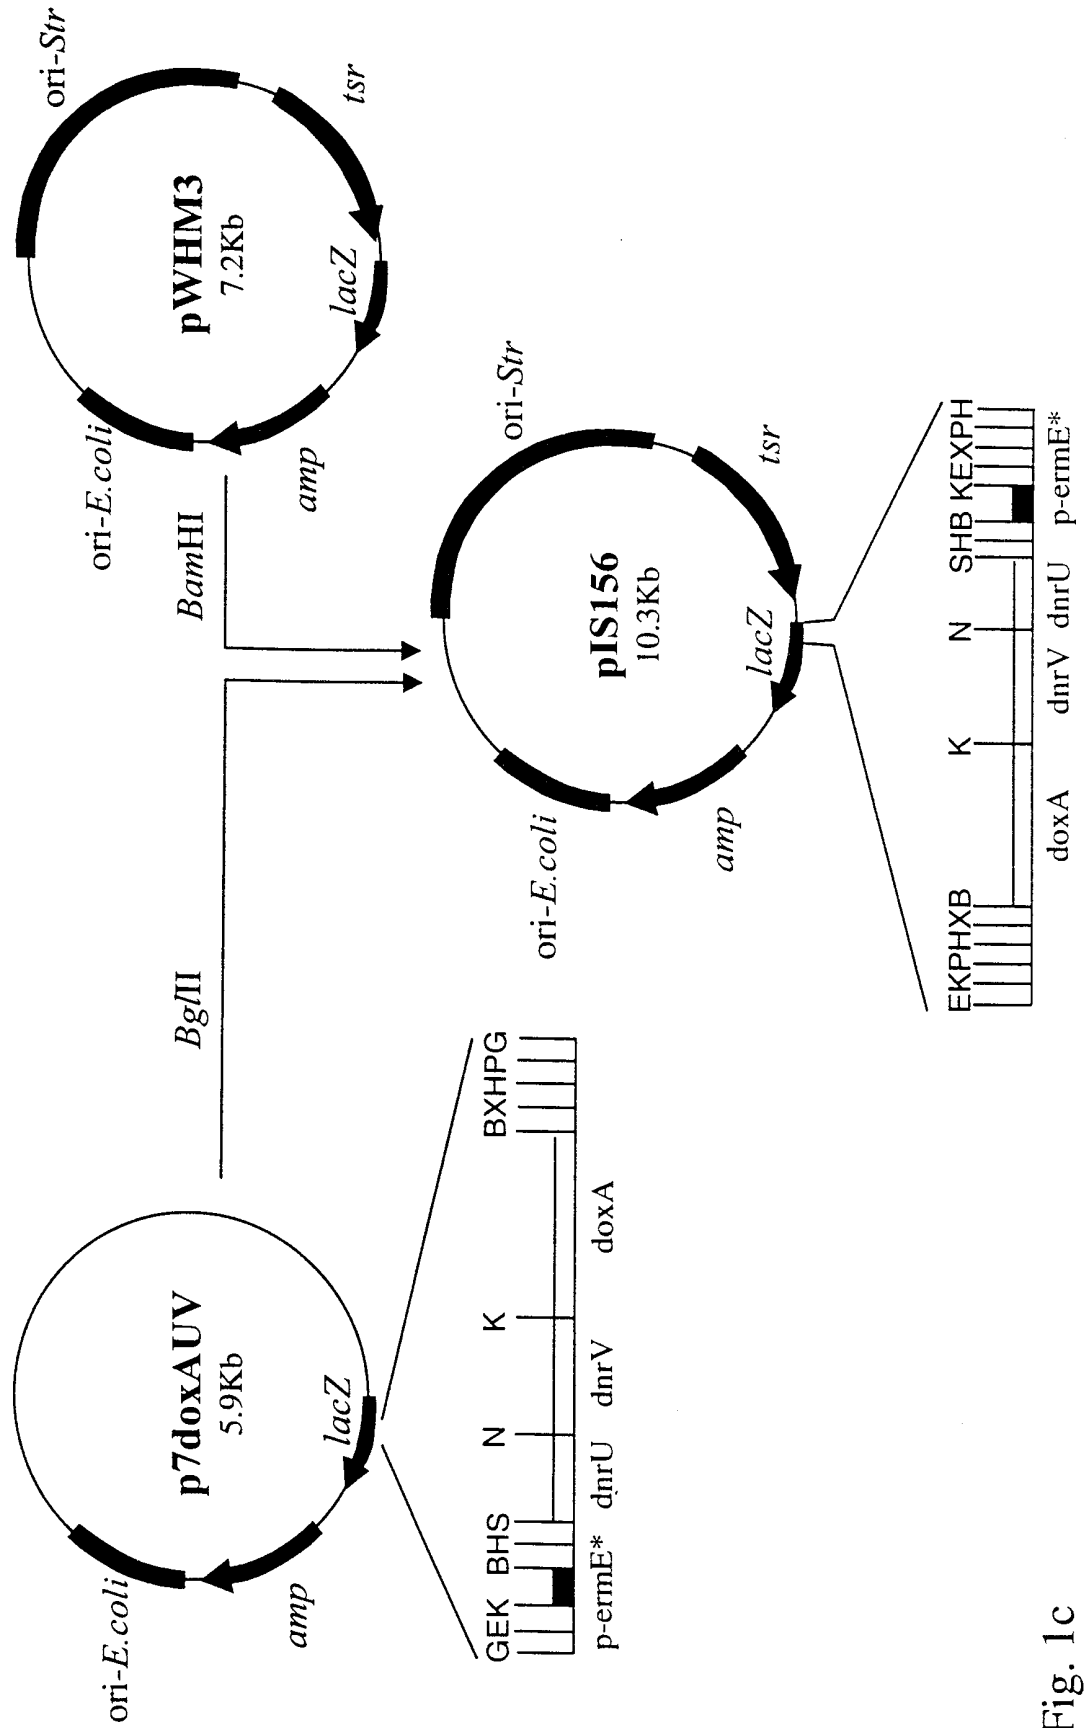 ori-E.coli
p7doxAUV
5.9Kb
lacZ
amp
GEK BHS N K BXHPG
p-ermE* dnrU dnrV doxA
BglII
BamHI
ori-E.coli
ori-Str
pWHM3
7.2Kb
tsr
lacZ
amp
ori-E.coli
ori-Str
pIS156
10.3Kb
tsr
lacZ
amp
EKPHXB K N SHB KEXPH
doxA dnrV dnrU p-ermE*
Fig. 1c